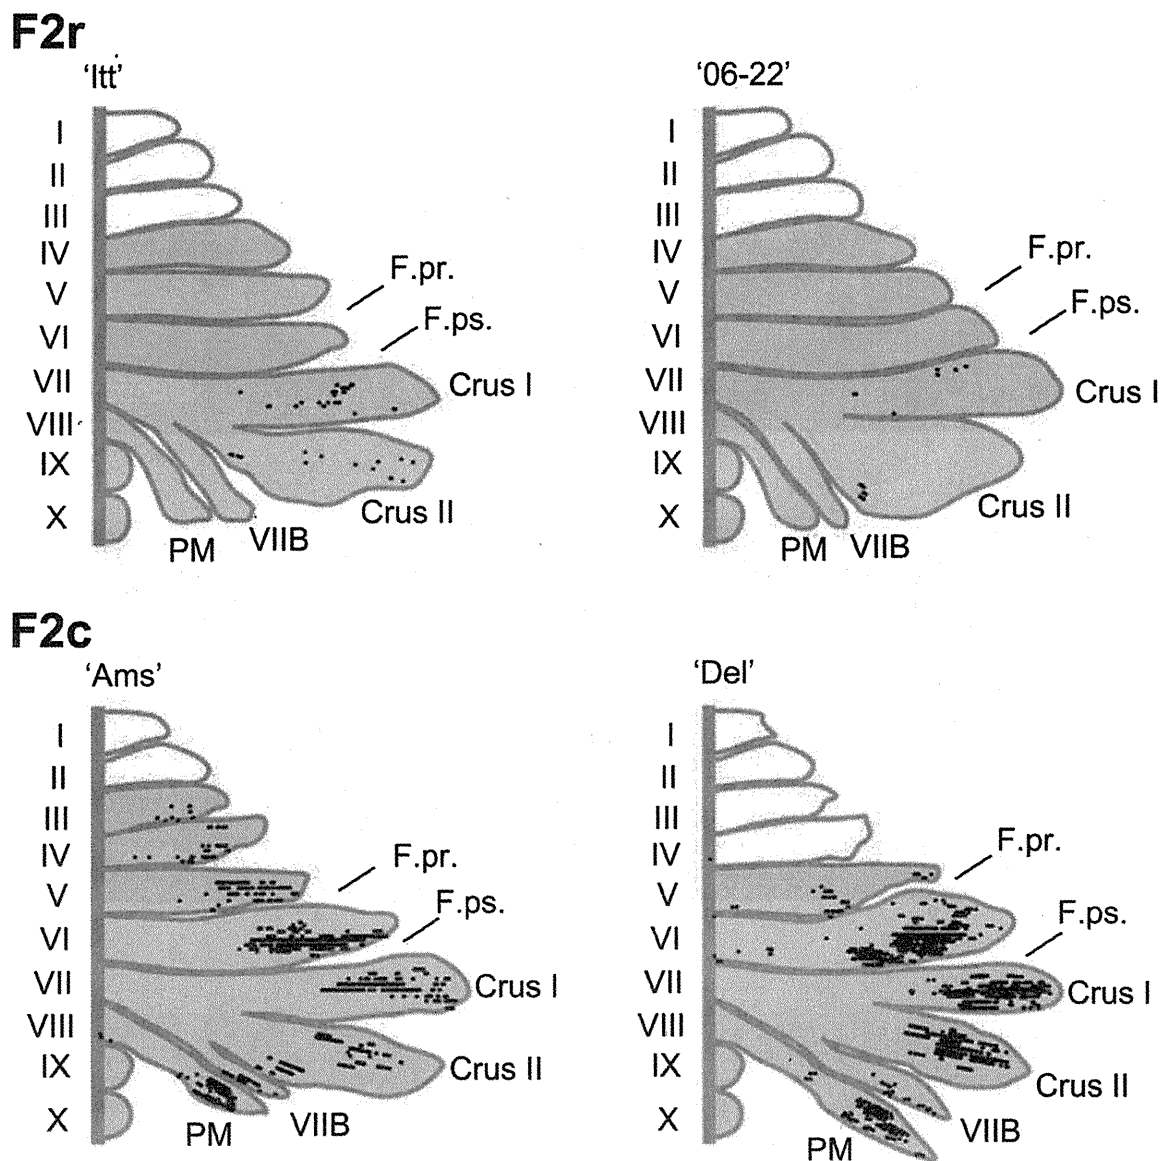 F2r
'Itt'
I
II
III
IV
V
VI
VII
VIII
IX
X
F.pr.
F.ps.
Crus I
Crus II
PM
VIIB
'06-22'
I
II
III
IV
V
VI
VII
VIII
IX
X
F.pr.
F.ps.
Crus I
Crus II
PM
VIIB
F2c
'Ams'
I
II
III
IV
V
VI
VII
VIII
IX
X
F.pr.
F.ps.
Crus I
Crus II
PM
VIIB
'Del'
I
II
III
IV
V
VI
VII
VIII
IX
X
F.pr.
F.ps.
Crus I
Crus II
PM
VIIB